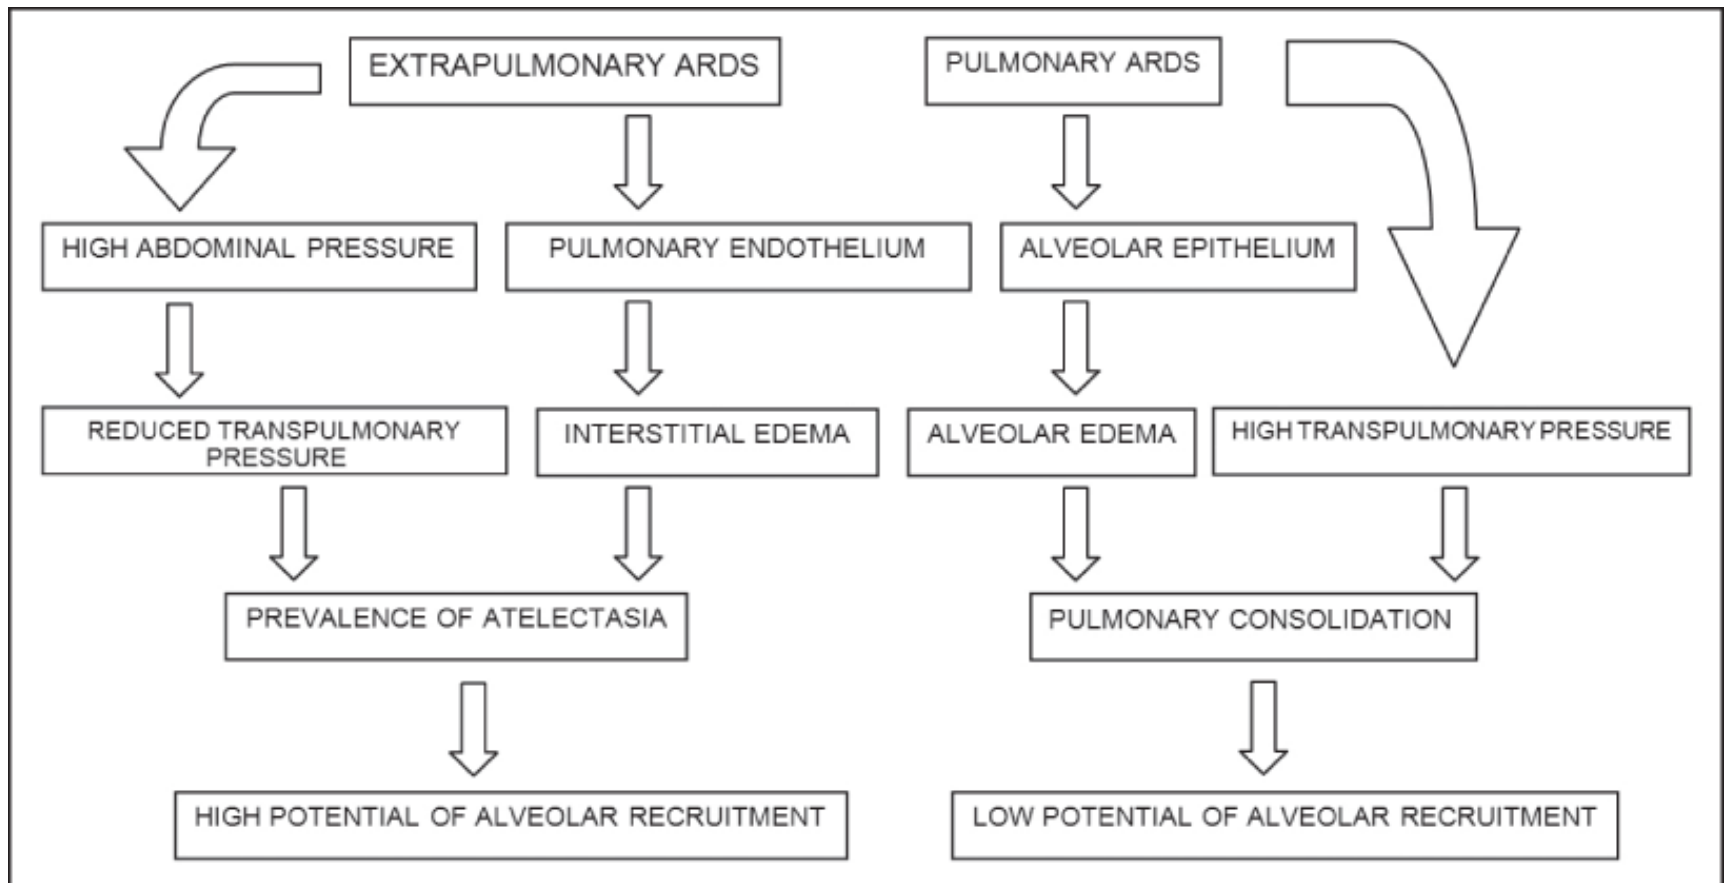 EXTRAPULMONARY ARDS
PULMONARY ARDS
HIGH ABDOMINAL PRESSURE
PULMONARY ENDOTHELIUM
ALVEOLAR EPITHELIUM
REDUCED TRANSPULMONARY
PRESSURE
INTERSTITIAL EDEMA
ALVEOLAR EDEMA
HIGH TRANSPULMONARY PRESSURE
PREVALENCE OF ATELECTASIA
PULMONARY CONSOLIDATION
HIGH POTENTIAL OF ALVEOLAR RECRUITMENT
LOW POTENTIAL OF ALVEOLAR RECRUITMENT